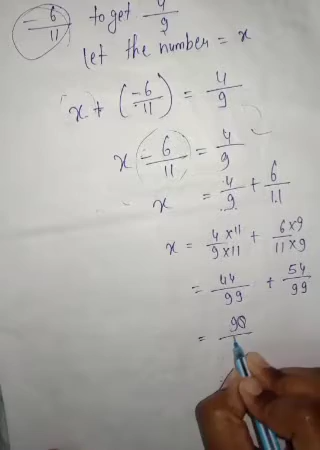 -6/11 to get 4/9
let the number = x
x + (-6/11) = 4/9
x - 6/11 = 4/9
x = 4/9 + 6/11
x = 4×11/9×11 + 6×9/11×9
= 44/99 + 54/99
= 98/